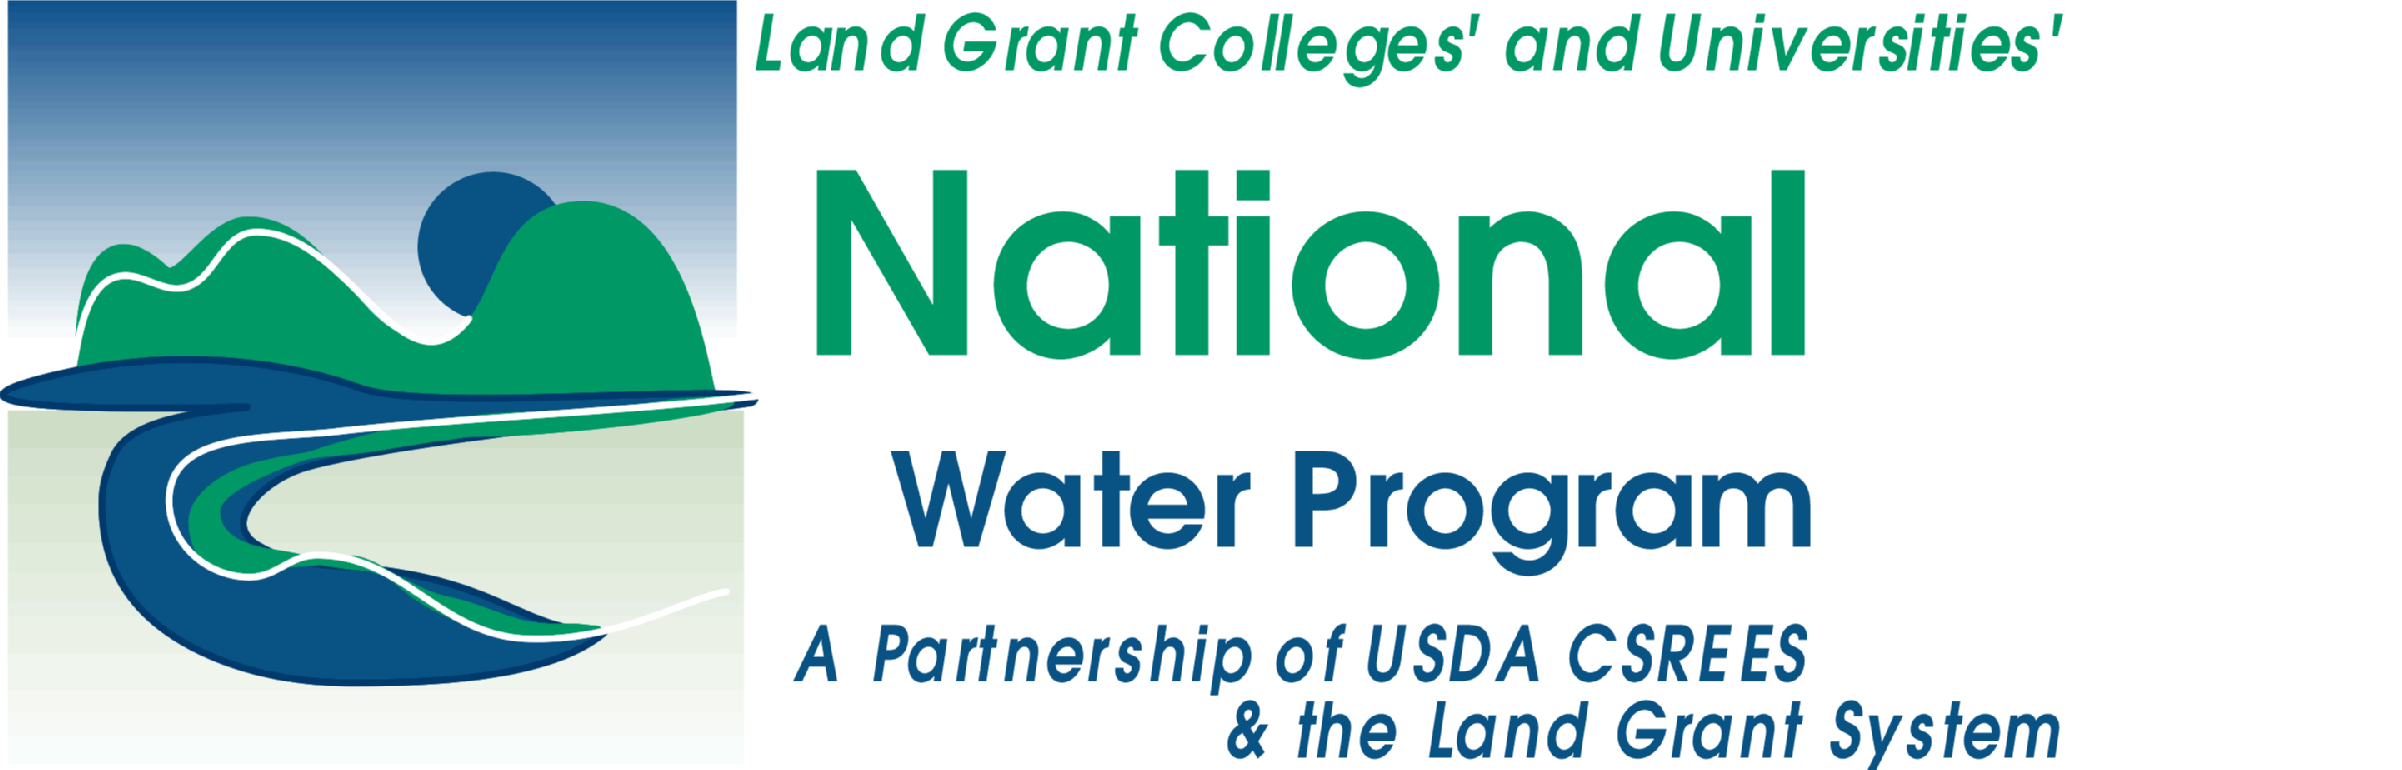 Land Grant Colleges' and Universities'
National
Water Program
A Partnership of USDA CSREES
& the Land Grant System